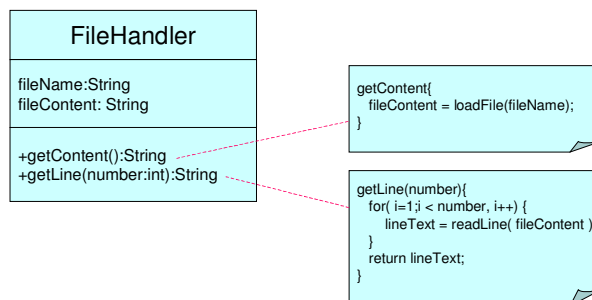 FileHandler
fileName:String
fileContent: String
+getContent():String
+getLine(number:int):String
getContent{
fileContent = loadFile(fileName);
}
getLine(number){
for( i=1;i < number, i++) {
lineText = readLine( fileContent )
}
return lineText;
}